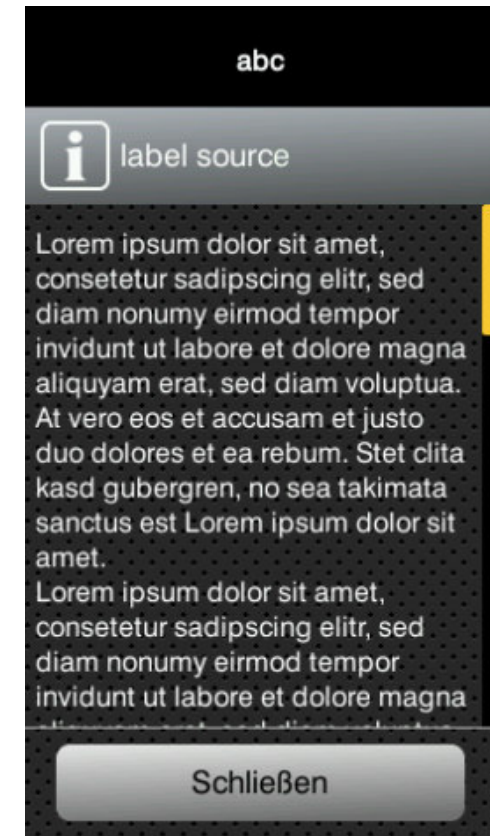 abc
label source
Lorem ipsum dolor sit amet,
consetetur sadipscing elitr, sed
diam nonumy eirmod tempor
invidunt ut labore et dolore magna
aliquyam erat, sed diam voluptua.
At vero eos et accusam et justo
duo dolores et ea rebum. Stet clita
kasd gubergren, no sea takimata
sanctus est Lorem ipsum dolor sit
amet.
Lorem ipsum dolor sit amet,
consetetur sadipscing elitr, sed
diam nonumy eirmod tempor
invidunt ut labore et dolore magna
Schließen